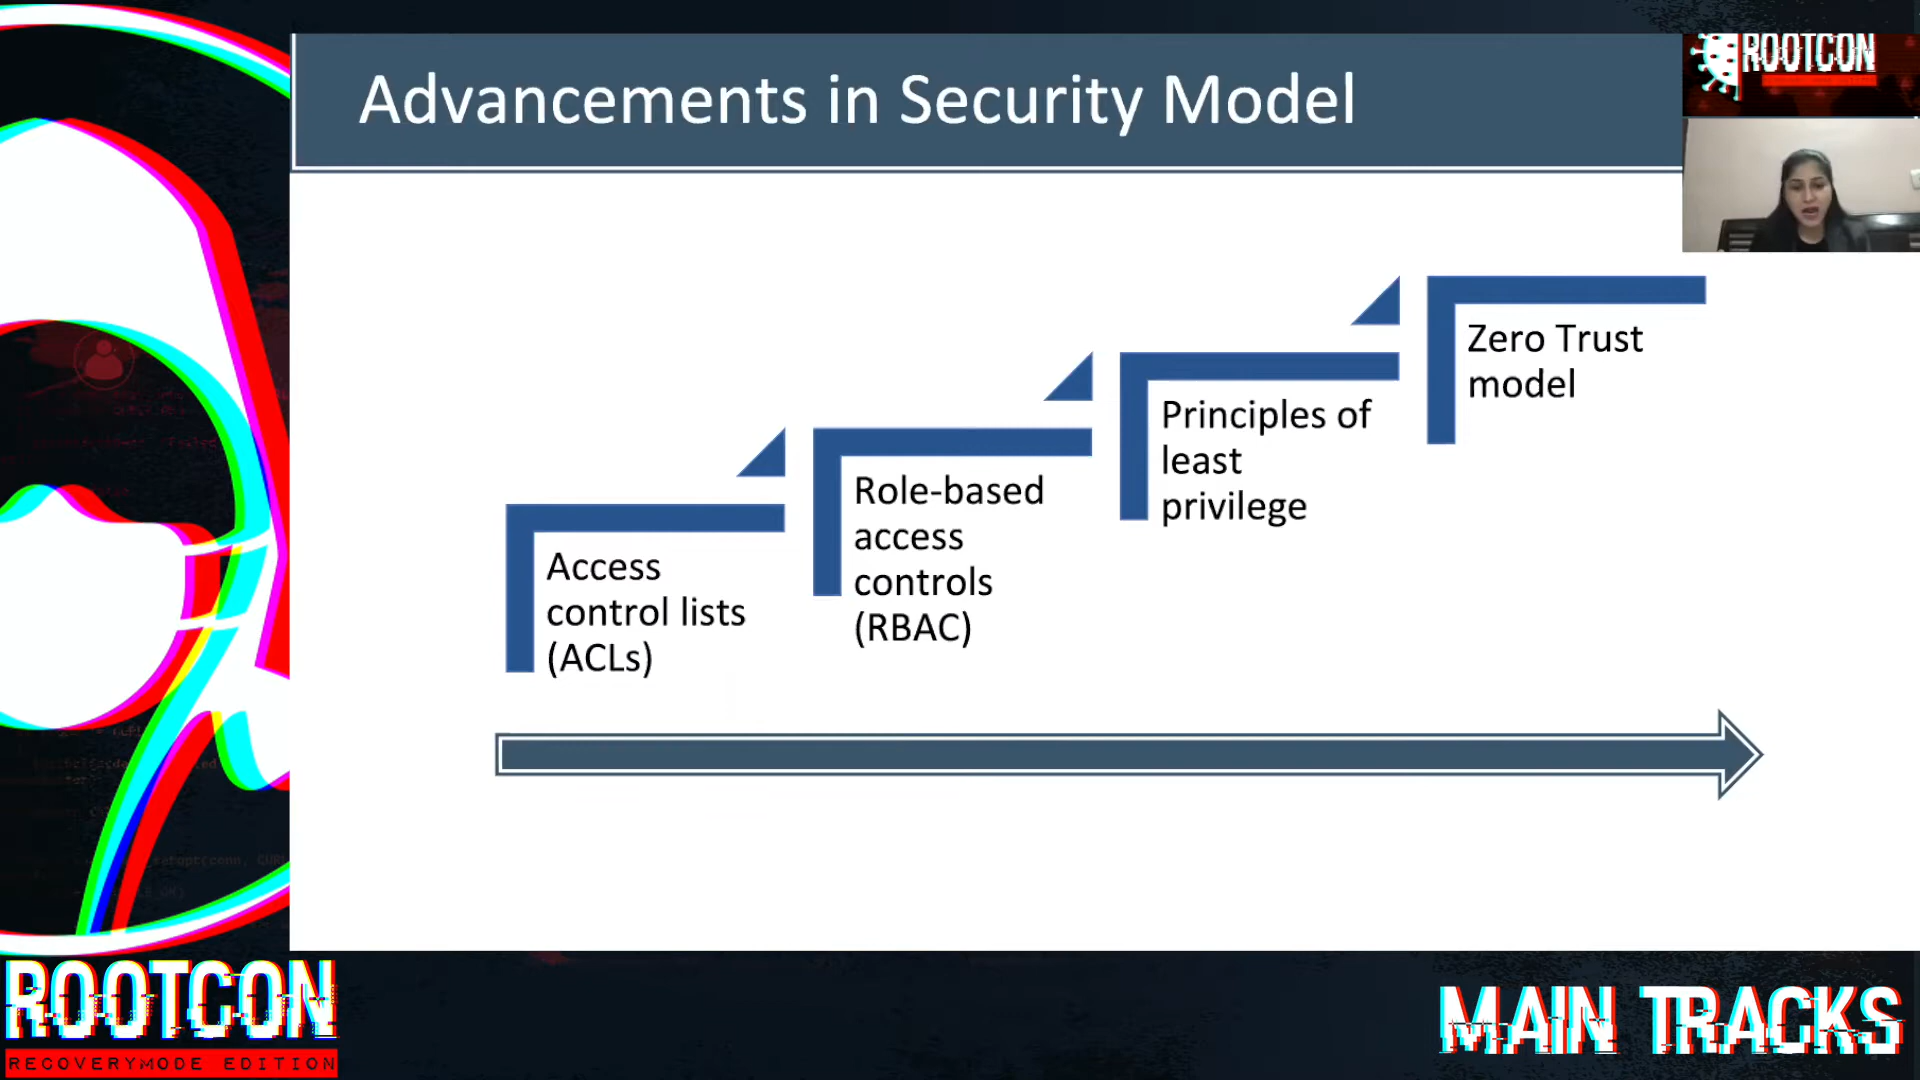 Advancements in Security Model
ROOTCON
Access
control lists
(ACLs)
Role-based
access
controls
(RBAC)
Principles of
least
privilege
Zero Trust
model
ROOTCON
RECOVERYMODE EDITION
MAIN TRACKS